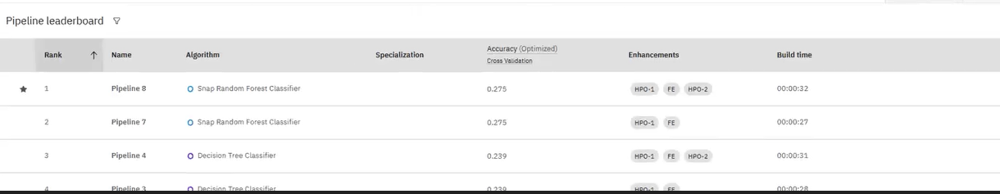 Pipeline leaderboard
Rank Name Algorithm Specialization Accuracy (Optimized) Enhancements Build time
Cross Validation
1 Pipeline 8 Snap Random Forest Classifier 0.275 HPO-1 FE HPO-2 00:00:32
2 Pipeline 7 Snap Random Forest Classifier 0.275 HPO-1 FE 00:00:27
3 Pipeline 4 Decision Tree Classifier 0.239 HPO-1 FE HPO-2 00:00:31
4 Pipeline 3 Decision Tree Classifier 0.239 HPO-1 FE 00:00:28